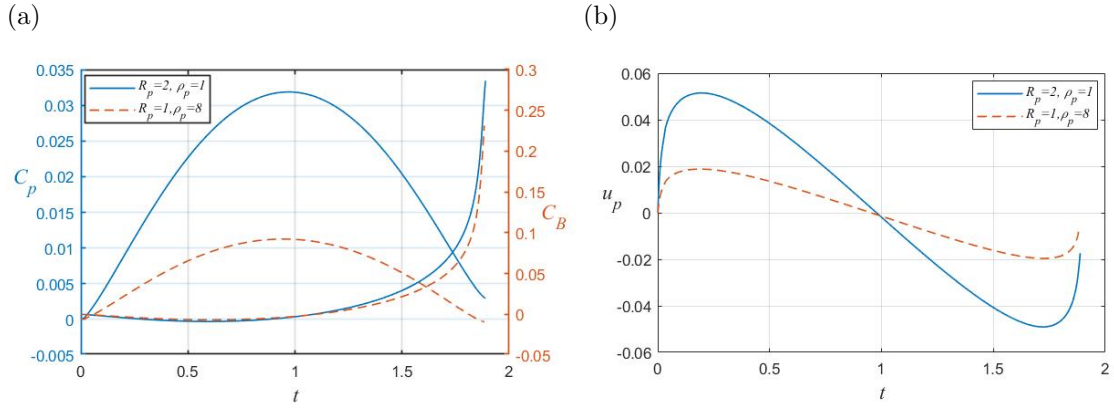 (a)
0.035
0.03
0.025
0.02
0.015
0.01
0.005
0
-0.005
C_p
R_p=2, ρ_p=1
R_p=1,ρ_p=8
0.3
0.25
0.2
0.15
0.1
0.05
0
-0.05
C_B
0 0.5 1 1.5 2
t
(b)
0.06
0.04
0.02
0
-0.02
-0.04
-0.06
u_p
R_p=2, ρ_p=1
R_p=1,ρ_p=8
0 0.5 1 1.5 2
t